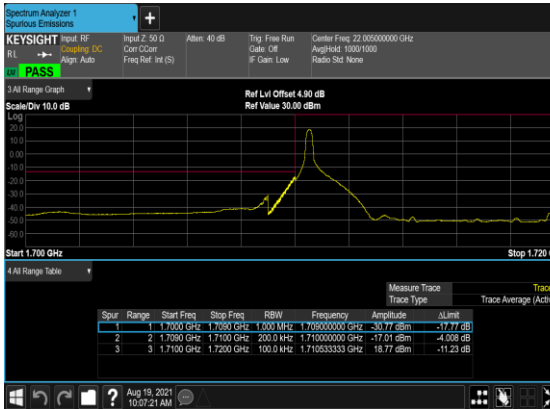 Spectrum Analyzer 1
Spurious Emissions
+
KEYSIGHT Input: RF Input Z: 50 Ω Atten: 40 dB Trig: Free Run Center Freq: 22.005000000 GHz
RL Coupling: DC Corr CCorr Gate: Off Avg|Hold: 1000/1000
Align: Auto Freq Ref: Int (S) IF Gain: Low Radio Std: None
PASS
3 All Range Graph
Ref Lvl Offset 4.90 dB
Scale/Div 10.0 dB Ref Value 30.00 dBm
Log
20.0
10.0
0.00
-10.0
-20.0
-30.0
-40.0
-50.0
-60.0
Start 1.700 GHz Stop 1.720
4 All Range Table
Measure Trace Trace
Trace Type Trace Average (Acti
Spur Range Start Freq Stop Freq RBW Frequency Amplitude ΔLimit
1 1 1.7000 GHz 1.7090 GHz 1.000 MHz 1.709000000 GHz -30.77 dBm -17.77 dB
2 2 1.7090 GHz 1.7100 GHz 200.0 kHz 1.710000000 GHz -17.01 dBm -4.008 dB
3 3 1.7100 GHz 1.7200 GHz 100.0 kHz 1.710533333 GHz 18.77 dBm -11.23 dB
? Aug 19, 2021
10:07:21 AM